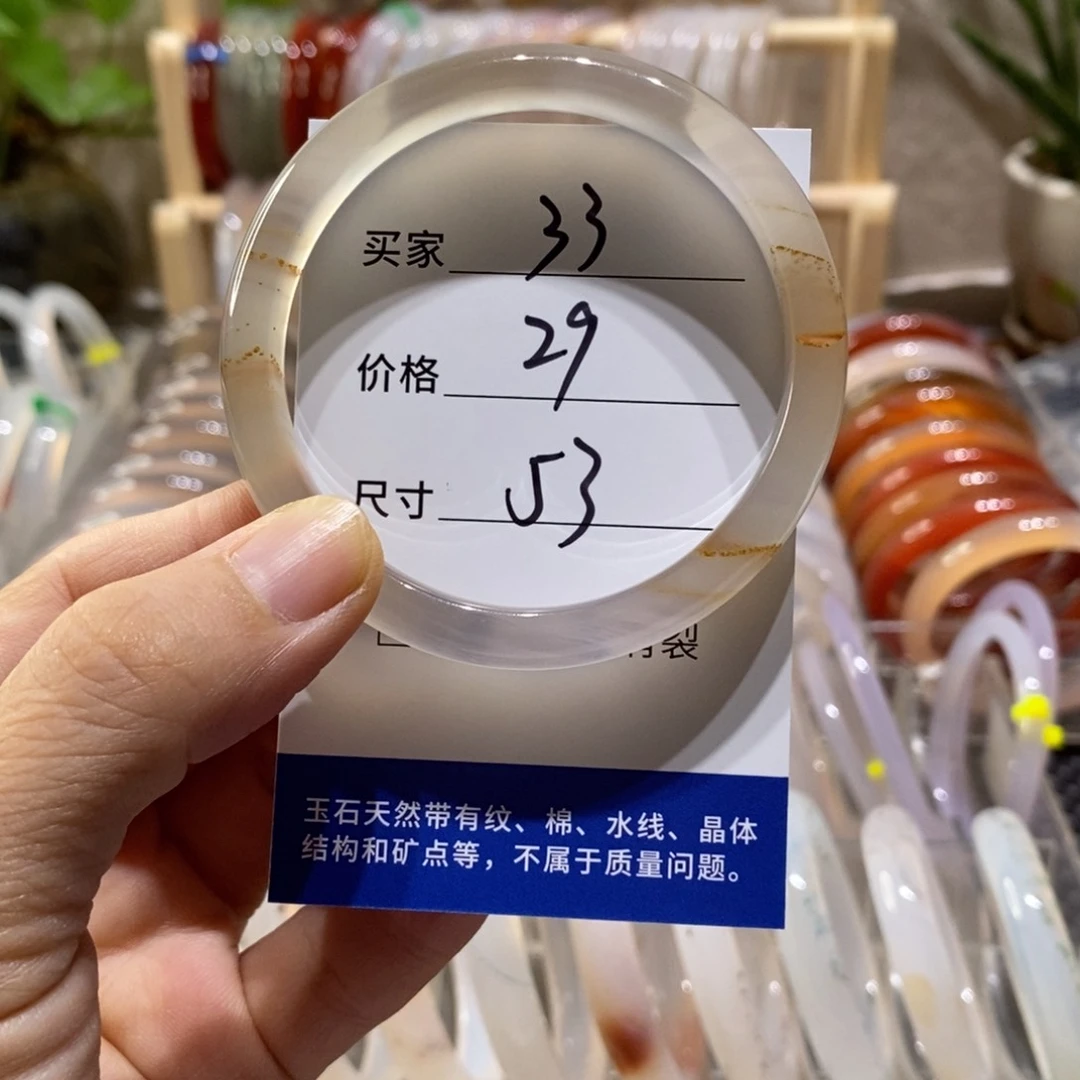 买家 33
价格 29
尺寸 53
裂
玉石天然带有纹、棉、水线、晶体
结构和矿点等，不属于质量问题。